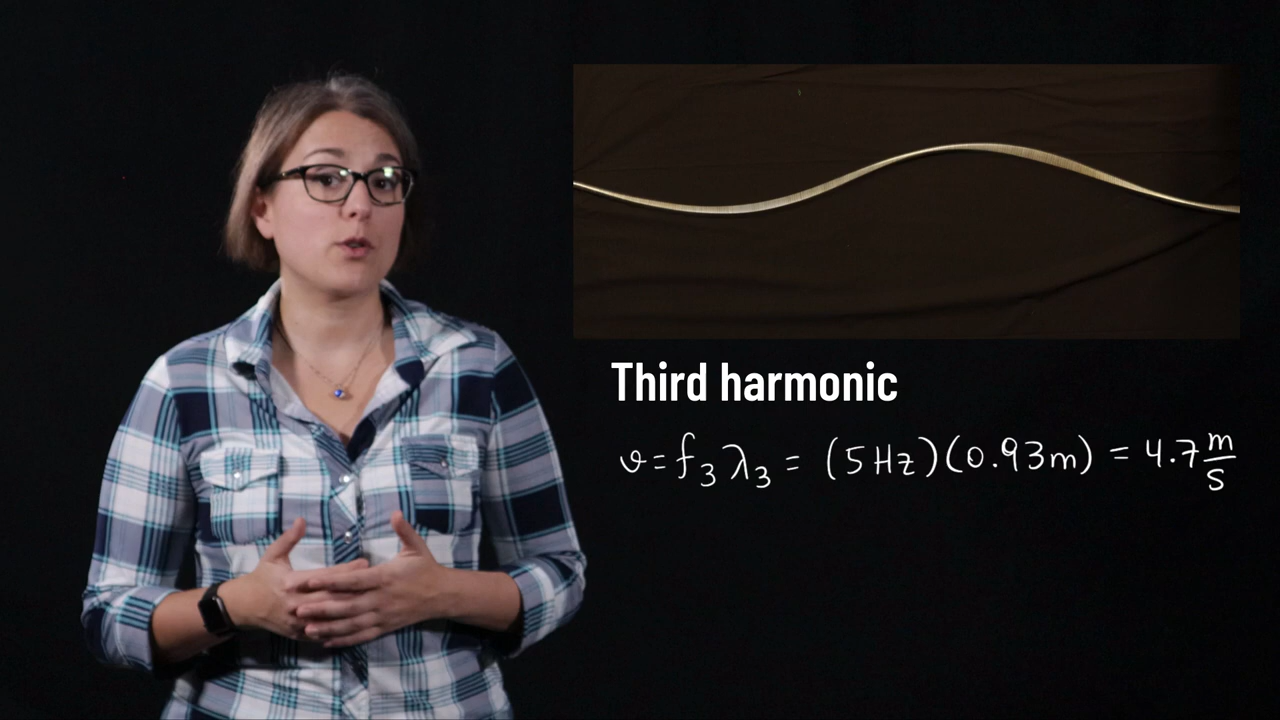 Third harmonic
v = f₃ λ₃ = (5 Hz)(0.93m) = 4.7 m/s